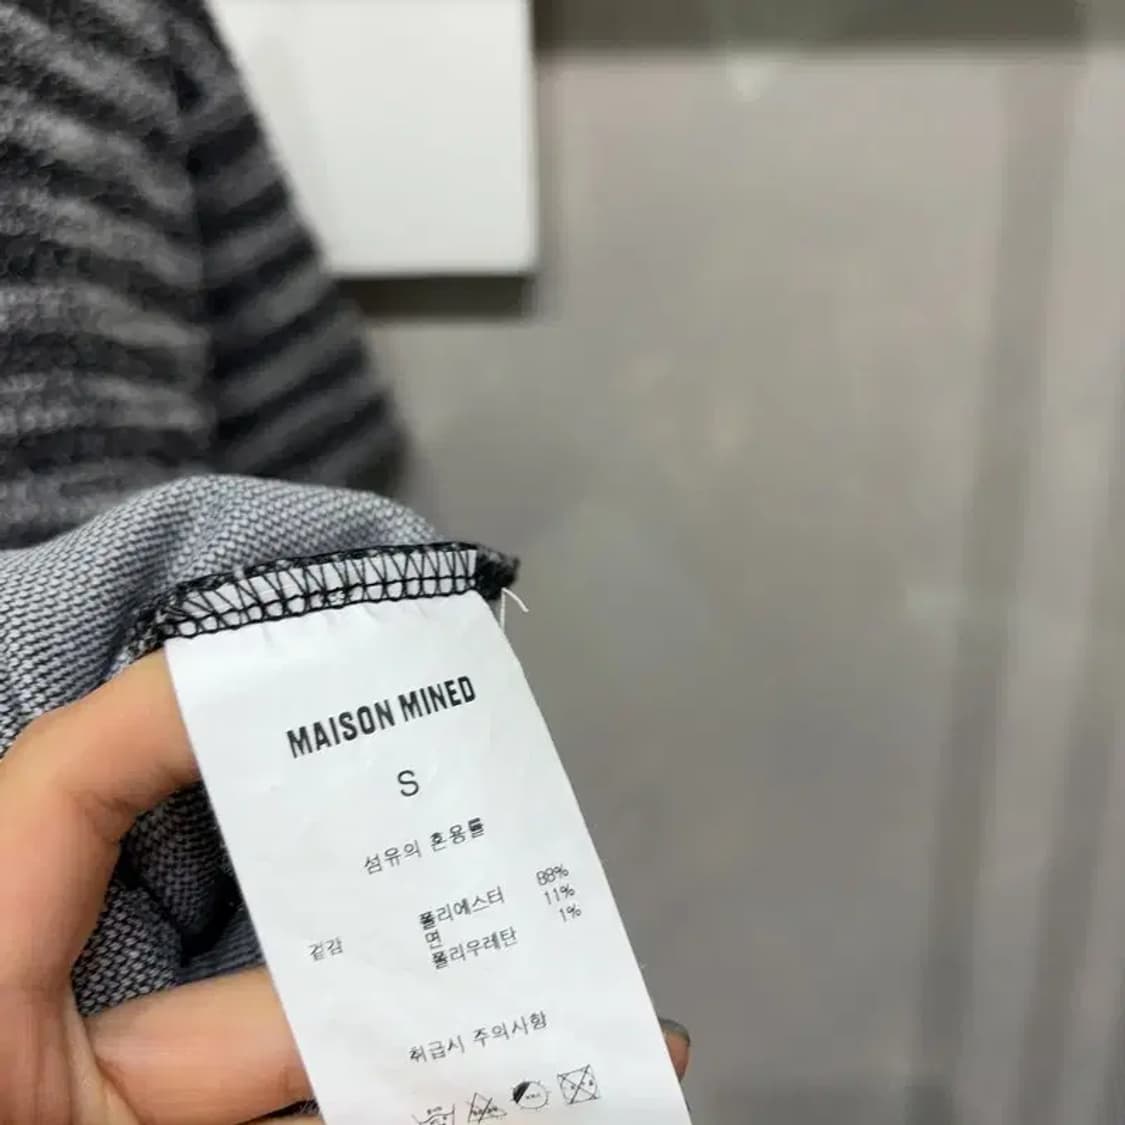 MAISON MINED
S
섬유의 혼용률
겉감
폴리에스터 88%
면 11%
폴리우레탄 1%
취급시 주의사항